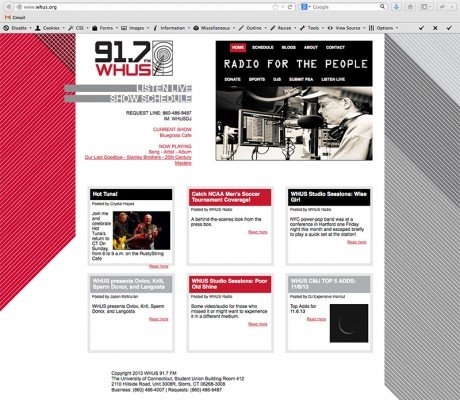 www.whus.org
Google
Gmail
Disable
Cookies
CSS
Forms
Images
Information
Miscellaneous
Outline
Resize
Tools
View Source
Options
91.7 FM
WHUS
HOME SCHEDULE BLOGS ABOUT CONTACT
RADIO FOR THE PEOPLE
DONATE SPORTS DJS SUBMIT PSA LISTEN LIVE
LISTEN LIVE
SHOW SCHEDULE
REQUEST LINE: 860-486-9487
IM: WHUSDJ
CURRENT SHOW
Bluegrass Cafe
NOW PLAYING
Song - Artist - Album
Our Last Goodbye - Stanley Brothers - 20th Century
Masters
Hot Tuna!
Posted by Crystal Hayes
Join me
and
celebrate
Hot
Tuna's
return to
CT On
Sunday,
from 6 to 9 a.m. on the RustyString
Cafe
Read more
Catch NCAA Men's Soccer
Tournament Coverage!
Posted by WHUS Radio
A behind-the-scenes look from the
press box.
Read more
WHUS Studio Sessions: Wise
Girl
Posted by WHUS Radio
NYC power-pop band was at a
conference in Hartford one Friday
night this month and escaped briefly
to play a quick set at the station!
Read more
WHUS presents Ovlov, Krill,
Sperm Donor, and Langosta
Posted by Jason McMullan
WHUS presents Ovlov, Krill, Sperm
Donor, and Langosta.
Read more
WHUS Studio Sessions: Poor
Old Shine
Posted by WHUS Radio
Some video/audio for those who
missed it or might want to experience
it in a different medium.
Read more
WHUS CMJ TOP 5 ADDS:
11/6/13
Posted by DJ Expensive Haircut
Top Adds for
11.6.13
Read more
Copyright 2013 WHUS 91.7 FM
The University of Connecticut, Student Union Building Room 412
2110 Hillside Road, Unit 3008R, Storrs, CT 06268-3008
Business: (860) 486-4007 | Requests: (860) 486-9487